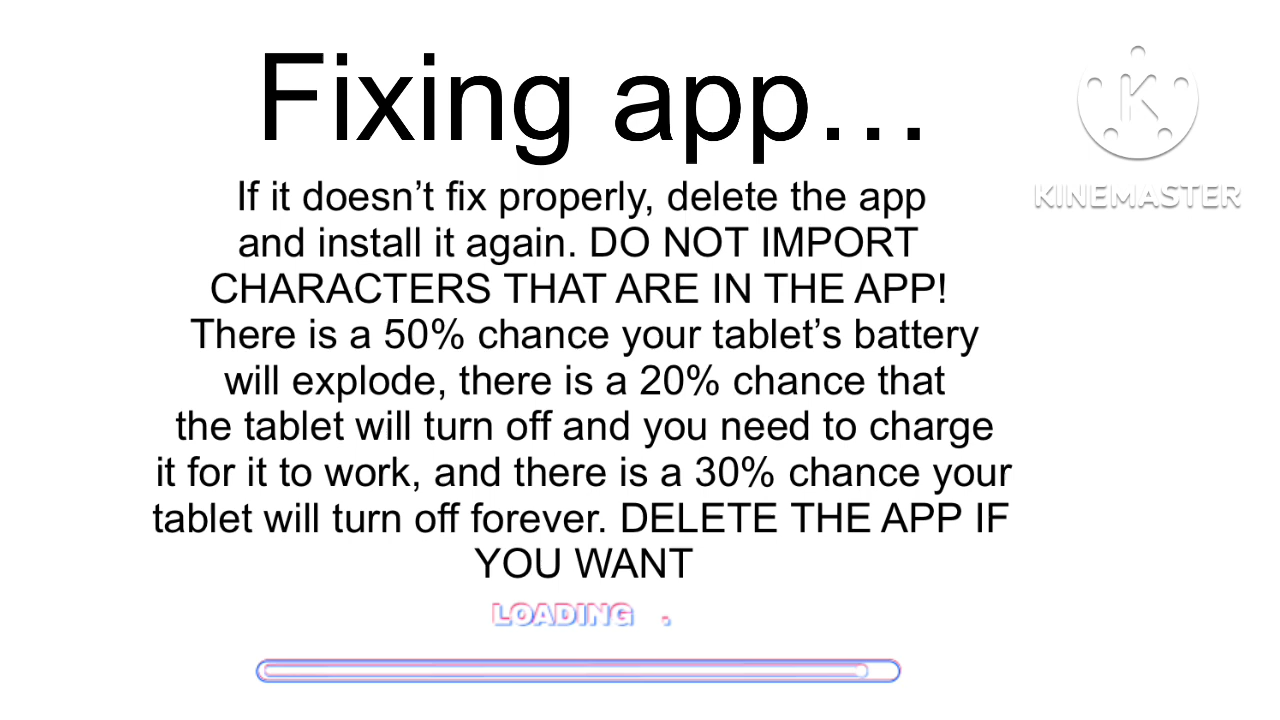 Fixing app...
If it doesn’t fix properly, delete the app
and install it again. DO NOT IMPORT
CHARACTERS THAT ARE IN THE APP!
There is a 50% chance your tablet’s battery
will explode, there is a 20% chance that
the tablet will turn off and you need to charge
it for it to work, and there is a 30% chance your
tablet will turn off forever. DELETE THE APP IF
YOU WANT
LOADING .
K
KINEMASTER